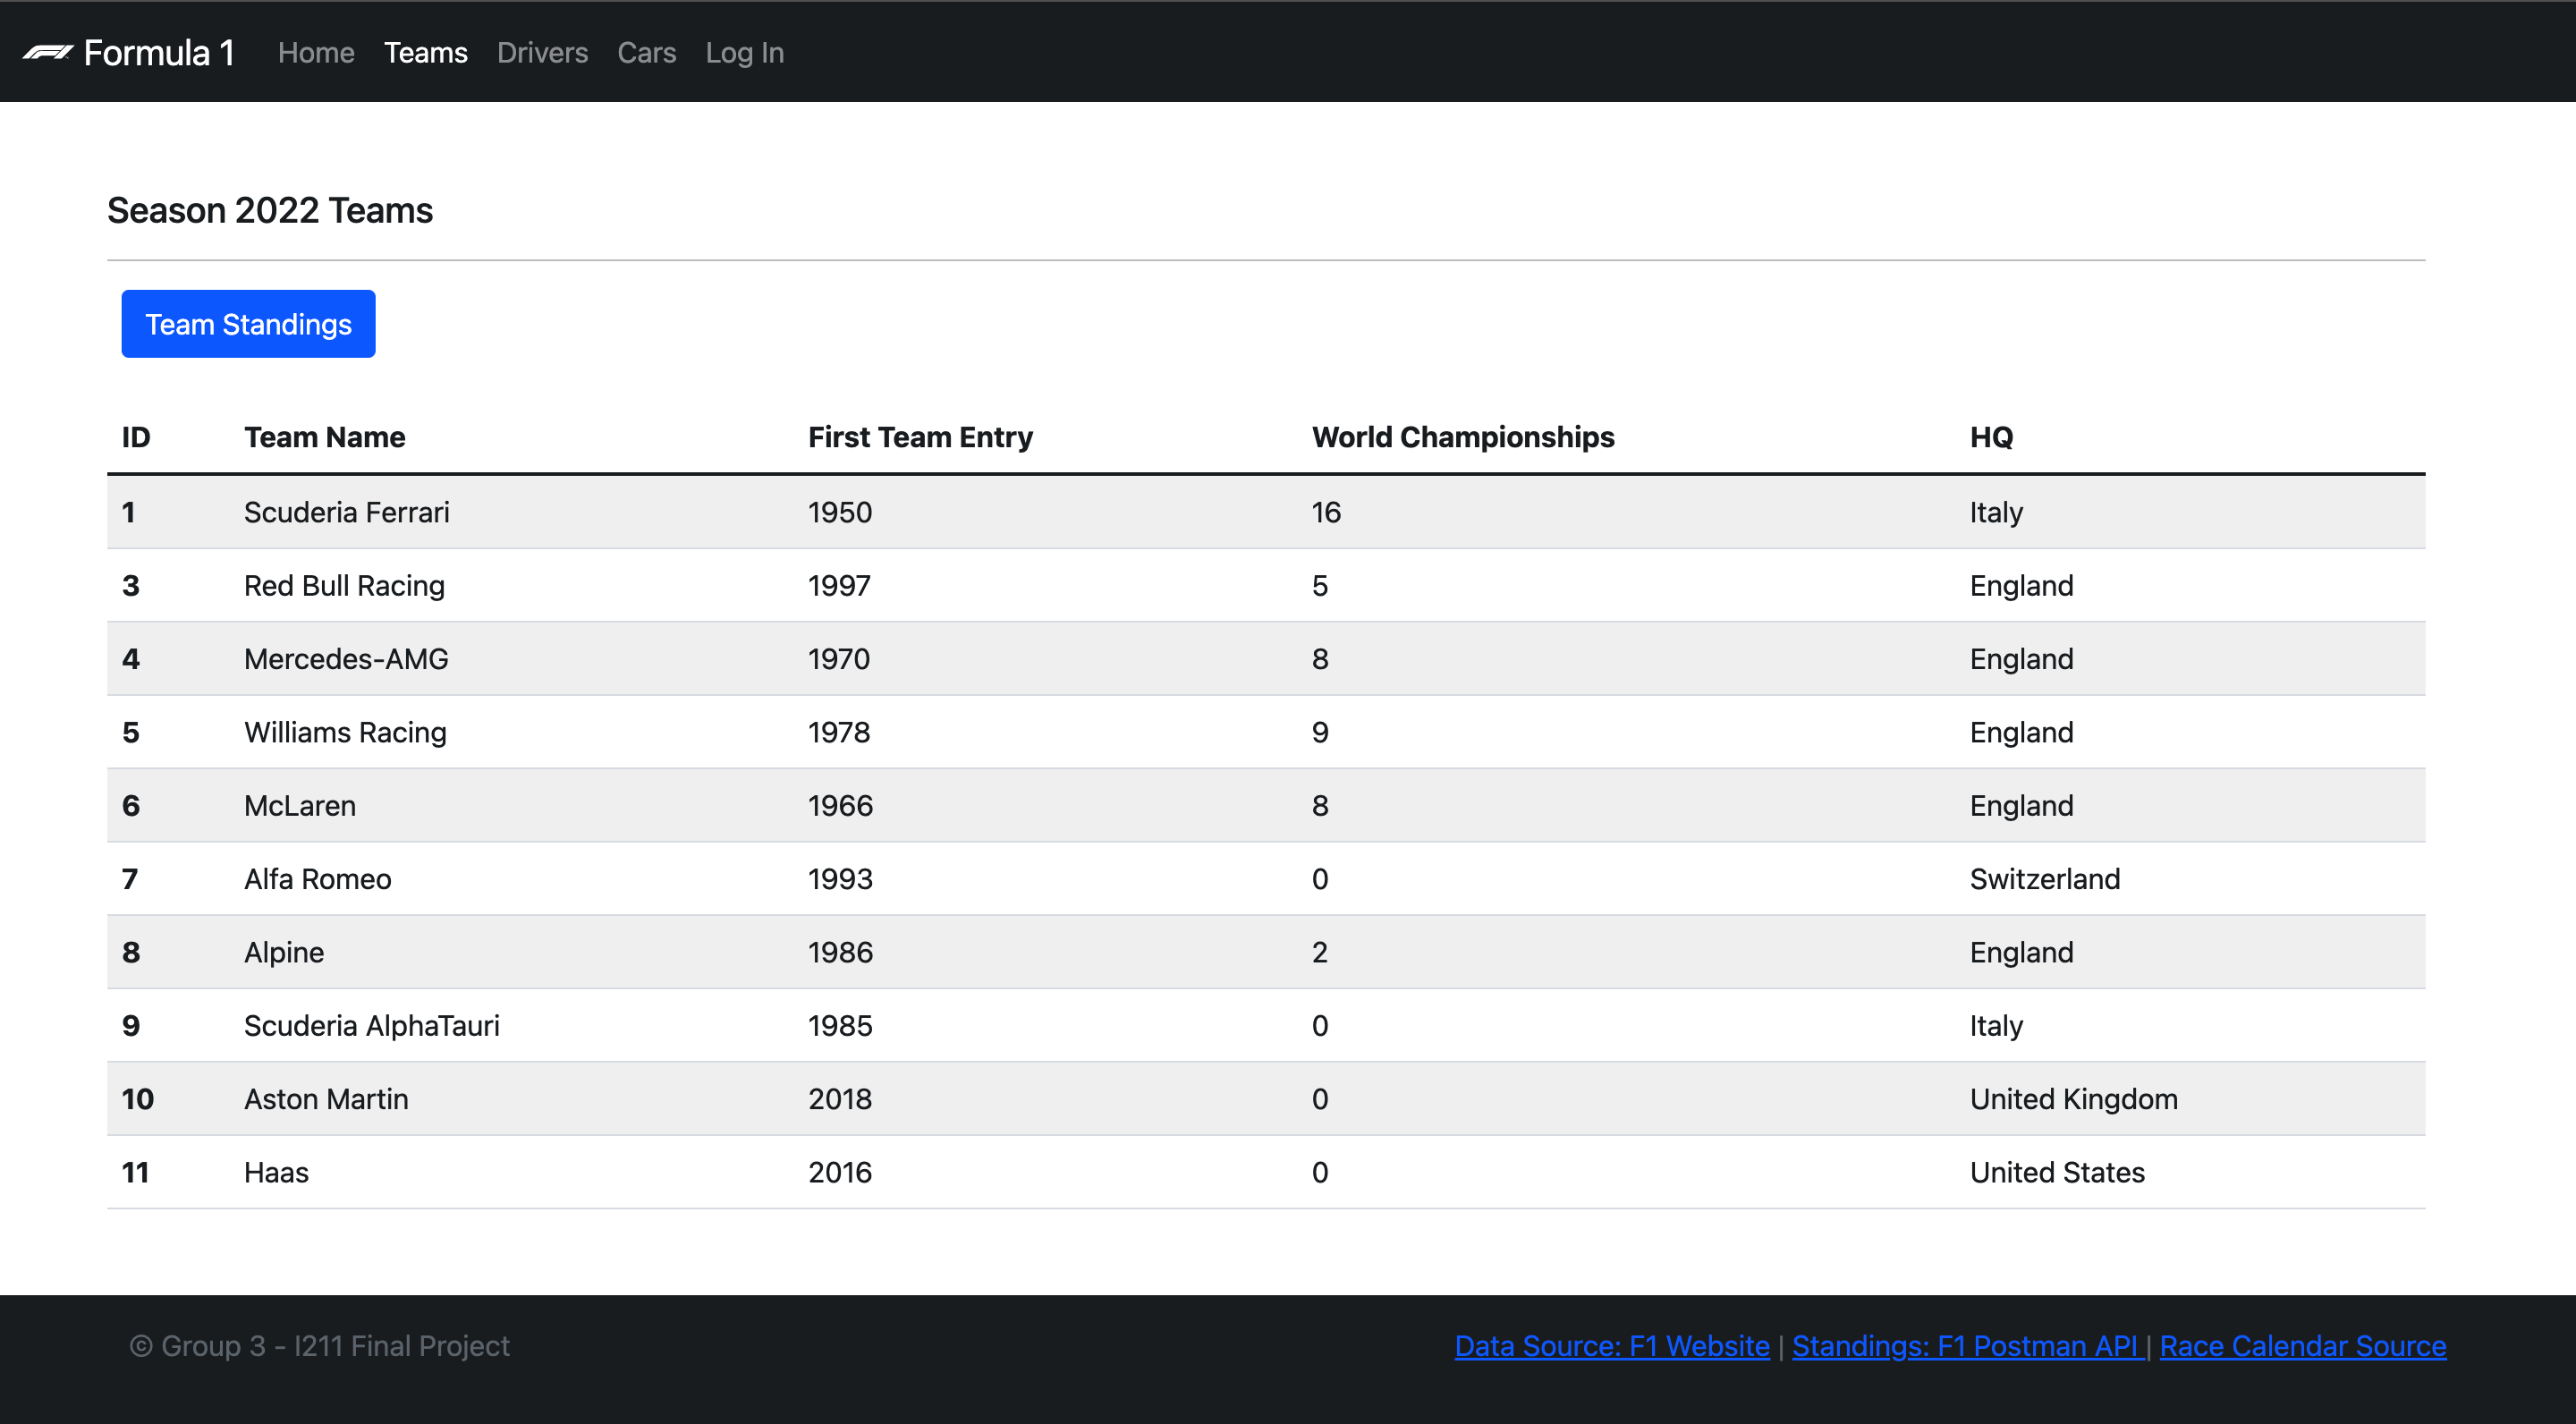 Formula 1 Home Teams Drivers Cars Log In
Season 2022 Teams
Team Standings
ID Team Name First Team Entry World Championships HQ
1 Scuderia Ferrari 1950 16 Italy
3 Red Bull Racing 1997 5 England
4 Mercedes-AMG 1970 8 England
5 Williams Racing 1978 9 England
6 McLaren 1966 8 England
7 Alfa Romeo 1993 0 Switzerland
8 Alpine 1986 2 England
9 Scuderia AlphaTauri 1985 0 Italy
10 Aston Martin 2018 0 United Kingdom
11 Haas 2016 0 United States
© Group 3 - I211 Final Project Data Source: F1 Website | Standings: F1 Postman API | Race Calendar Source